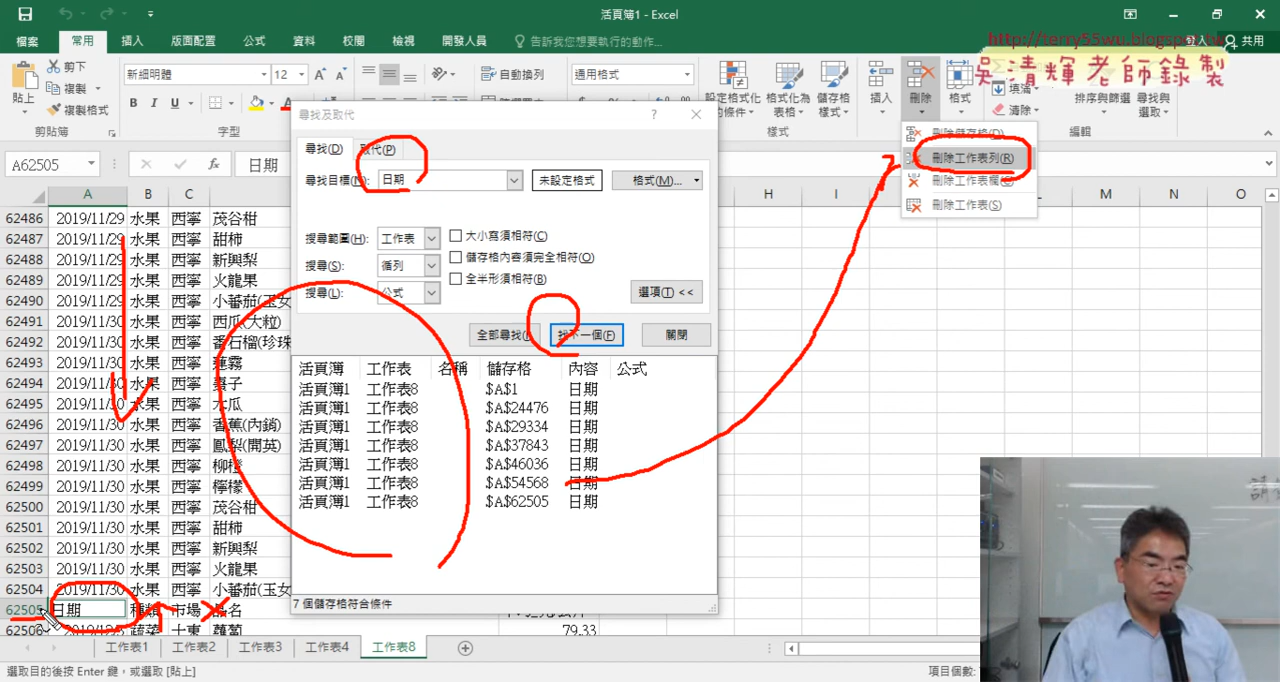 活頁簿1 - Excel
檔案 常用 插入 版面配置 公式 資料 校閱 檢視 開發人員 告訴我您想要執行的動作... 登入 共用
http://terry55wu.blogspot.tw
吳清輝老師錄製
貼上 剪下 複製 複製格式 剪貼簿
新細明體 12 B I U 字型
自動換列 通用格式
設定格式化的條件 格式化為表格 儲存格樣式 樣式
插入 刪除 格式 填滿 清除 排序與篩選 尋找與選取 編輯
刪除儲存格(D)...
刪除工作表列(R)
刪除工作表欄(C)
刪除工作表(S)
A62505 fx 日期
尋找及取代 ?
尋找(D) 取代(P)
尋找目標(N): 日期 未設定格式 格式(M)...
搜尋範圍(H): 工作表 大小寫須相符(C)
搜尋(S): 循列 儲存格內容須完全相符(O)
搜尋(L): 公式 全半形須相符(B)
選項(T) <<
全部尋找(I) 找下一個(F) 關閉
活頁簿 工作表 名稱 儲存格 內容 公式
活頁簿1 工作表8 $A$1 日期
活頁簿1 工作表8 $A$24476 日期
活頁簿1 工作表8 $A$29334 日期
活頁簿1 工作表8 $A$37843 日期
活頁簿1 工作表8 $A$46036 日期
活頁簿1 工作表8 $A$54568 日期
活頁簿1 工作表8 $A$62505 日期
7 個儲存格符合條件
A B C H I M N O
62486 2019/11/29 水果 西寧 茂谷柑
62487 2019/11/29 水果 西寧 甜柿
62488 2019/11/29 水果 西寧 新興梨
62489 2019/11/29 水果 西寧 火龍果
62490 2019/11/29 水果 西寧 小番茄(玉女
62491 2019/11/30 水果 西寧 西瓜(大粒)
62492 2019/11/30 水果 西寧 番石榴(珍珠
62493 2019/11/30 水果 西寧 蓮霧
62494 2019/11/30 水果 西寧 棗子
62495 2019/11/30 水果 西寧 木瓜
62496 2019/11/30 水果 西寧 香蕉(內銷)
62497 2019/11/30 水果 西寧 鳳梨(開英)
62498 2019/11/30 水果 西寧 柳橙
62499 2019/11/30 水果 西寧 檸檬
62500 2019/11/30 水果 西寧 茂谷柑
62501 2019/11/30 水果 西寧 甜柿
62502 2019/11/30 水果 西寧 新興梨
62503 2019/11/30 水果 西寧 火龍果
62504 2019/11/30 水果 西寧 小番茄(玉女
62505 日期 種類 市場 品名
62506 蔬菜 蘿蔔 79.33
工作表1 工作表2 工作表3 工作表4 工作表8
選取目的後按 Enter 鍵，或選取 [貼上] 項目個數: